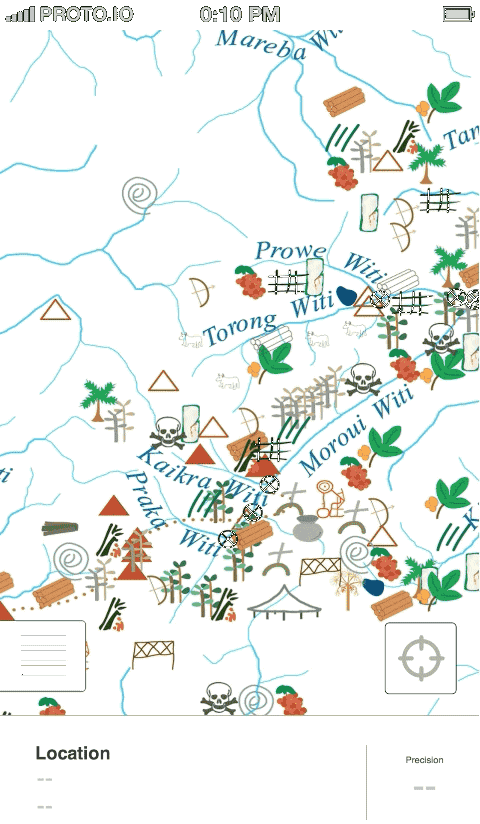 PROTO.IO 0:10 PM
Mareba Wi
Tan
Prowe Witi
Torong Witi
Moroui Witi
Kaikra Witi
Praka Witi
ti
K
Location
--
--
Precision
--